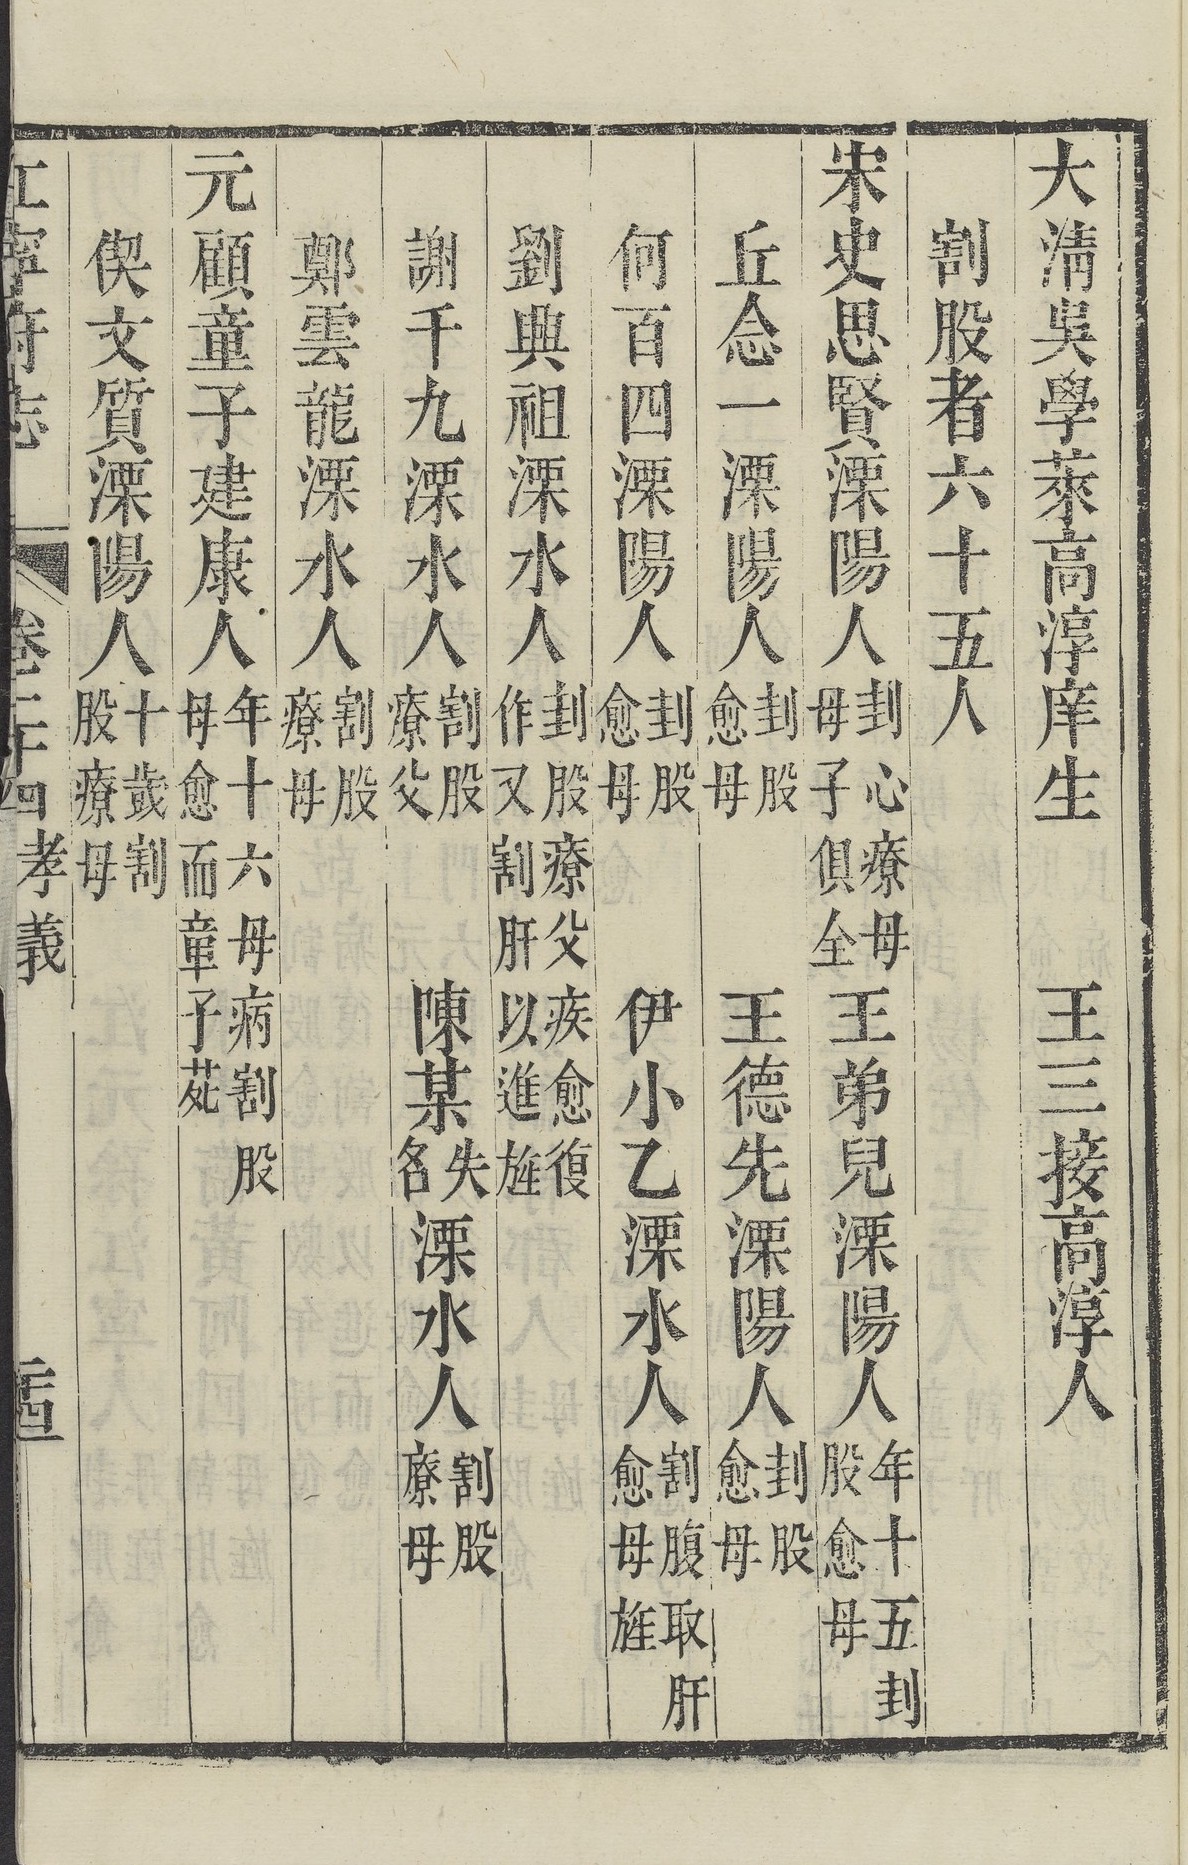 大清吳學萊高淳庠生　王三接高淳人
割股者六十五人
宋史思賢溧陽人刲心療母母子俱全　王弟兒溧陽人年十五刲股愈母
丘念一溧陽人刲股愈母　王德先溧陽人刲股愈母
何百四溧陽人刲股愈母　伊小乙溧水人割腹取肝愈母旌
劉典祖溧水人刲股療父疾愈復作又割肝以進旌
謝千九溧水人割股療父　陳某失名溧水人割股療母
鄭雲龍溧水人割股療母
元顧童子建康人年十六母病割股母愈而童子死
偰文質溧陽人十歲割股療母
江寧府志　卷二十四孝義　二十四